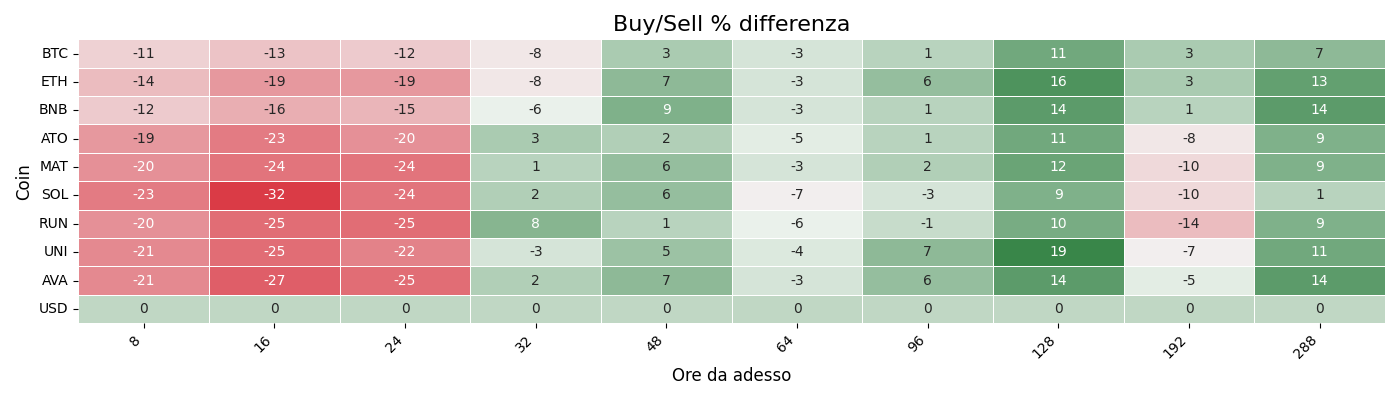 Buy/Sell % differenza
Coin
BTC -11 -13 -12 -8 3 -3 1 11 3 7
ETH -14 -19 -19 -8 7 -3 6 16 3 13
BNB -12 -16 -15 -6 9 -3 1 14 1 14
ATO -19 -23 -20 3 2 -5 1 11 -8 9
MAT -20 -24 -24 1 6 -3 2 12 -10 9
SOL -23 -32 -24 2 6 -7 -3 9 -10 1
RUN -20 -25 -25 8 1 -6 -1 10 -14 9
UNI -21 -25 -22 -3 5 -4 7 19 -7 11
AVA -21 -27 -25 2 7 -3 6 14 -5 14
USD 0 0 0 0 0 0 0 0 0 0
8 16 24 32 48 64 96 128 192 288
Ore da adesso